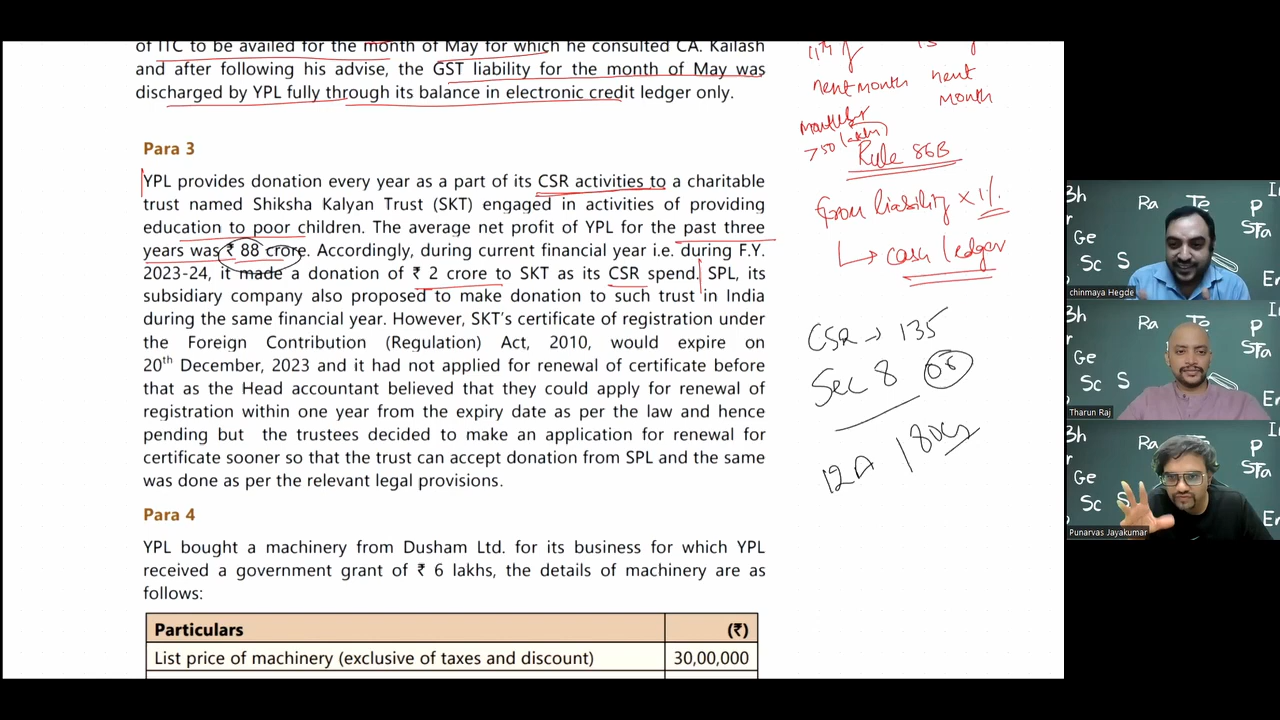 of ITC to be availed for the month of May for which he consulted CA. Kailash
and after following his advise, the GST liability for the month of May was
discharged by YPL fully through its balance in electronic credit ledger only.
Para 3
YPL provides donation every year as a part of its CSR activities to a charitable
trust named Shiksha Kalyan Trust (SKT) engaged in activities of providing
education to poor children. The average net profit of YPL for the past three
years was ₹ 88 crore. Accordingly, during current financial year i.e. during F.Y.
2023-24, it made a donation of ₹ 2 crore to SKT as its CSR spend. SPL, its
subsidiary company also proposed to make donation to such trust in India
during the same financial year. However, SKT's certificate of registration under
the Foreign Contribution (Regulation) Act, 2010, would expire on
20th December, 2023 and it had not applied for renewal of certificate before
that as the Head accountant believed that they could apply for renewal of
registration within one year from the expiry date as per the law and hence
pending but the trustees decided to make an application for renewal for
certificate sooner so that the trust can accept donation from SPL and the same
was done as per the relevant legal provisions.
Para 4
YPL bought a machinery from Dusham Ltd. for its business for which YPL
received a government grant of ₹ 6 lakhs, the details of machinery are as
follows:
Particulars (₹)
List price of machinery (exclusive of taxes and discount) 30,00,000
11th of
next month next
month
>50 lakhs
Rule 86B
from liability × 1%
↳ cash ledger
CSR → 135
Sec 8
12A
chinmaya Hegde
Tharun Raj
Punarvas Jayakumar
Bh
Ra
Te
P
STa
Ge
Sc
S
En